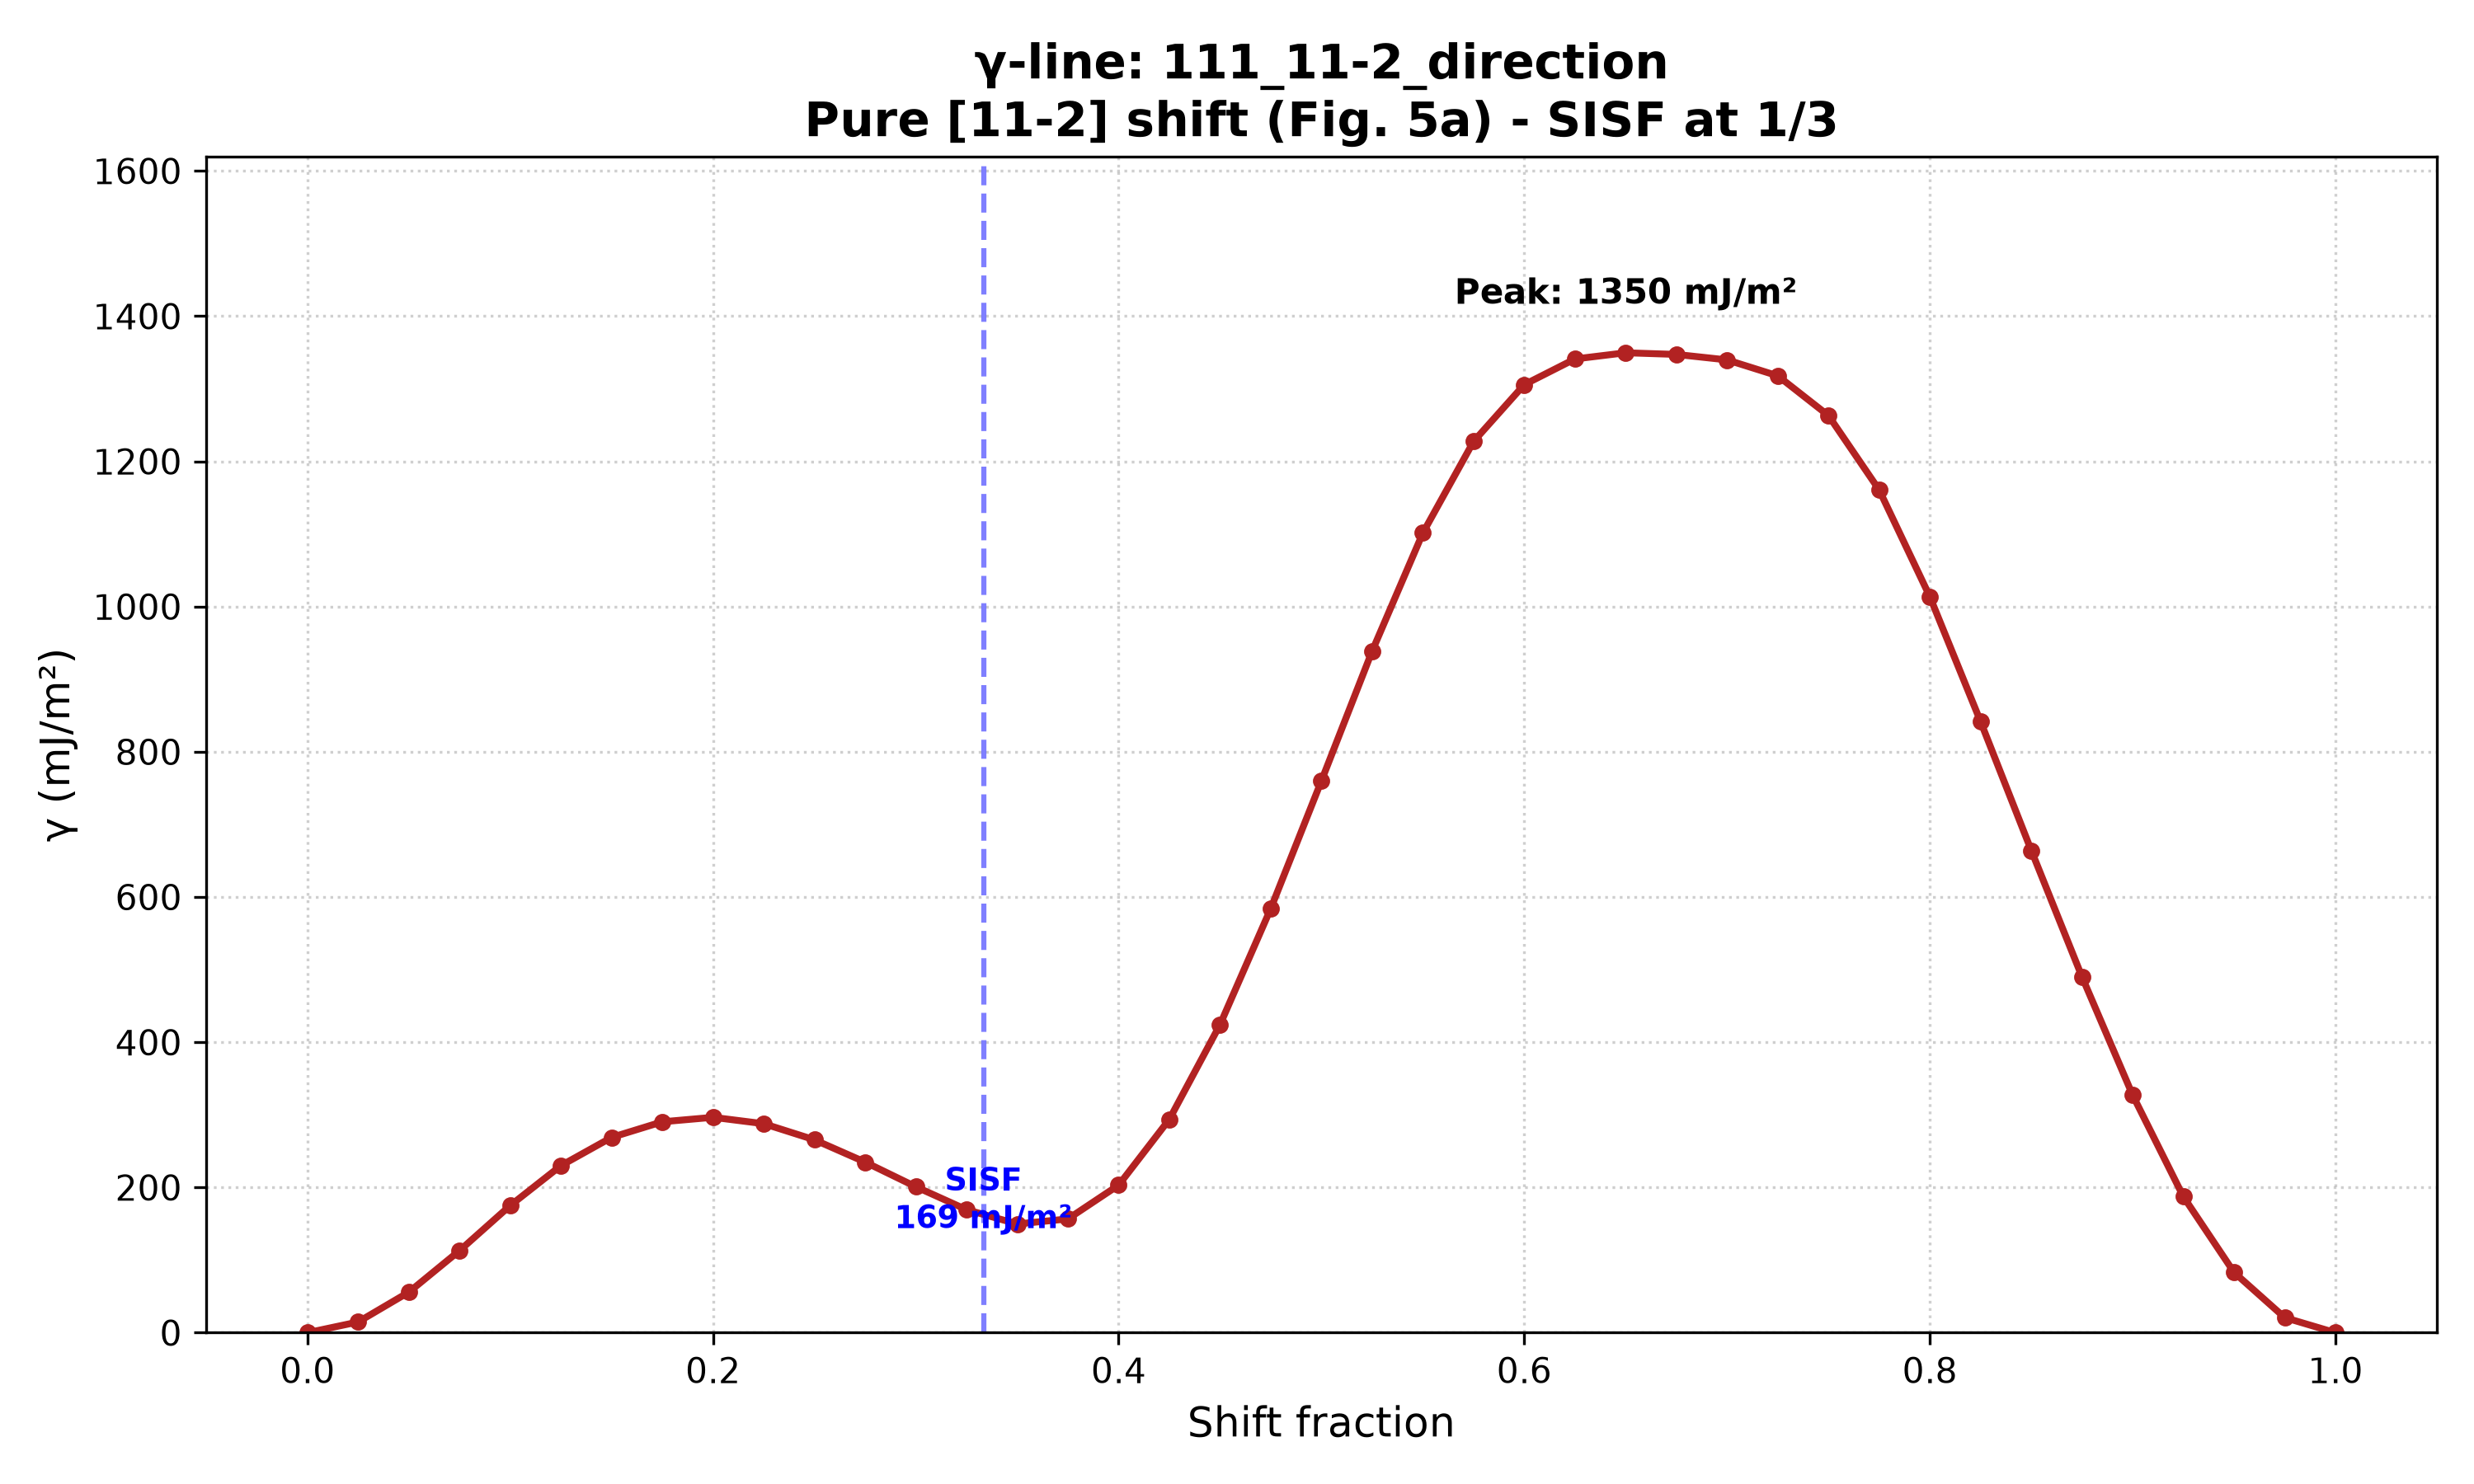 γ-line: 111_11-2_direction
Pure [11-2] shift (Fig. 5a) - SISF at 1/3
1600
1400
1200
1000
800
600
400
200
0
γ (mJ/m²)
Peak: 1350 mJ/m²
SISF
169 mJ/m²
0.0
0.2
0.4
0.6
0.8
1.0
Shift fraction